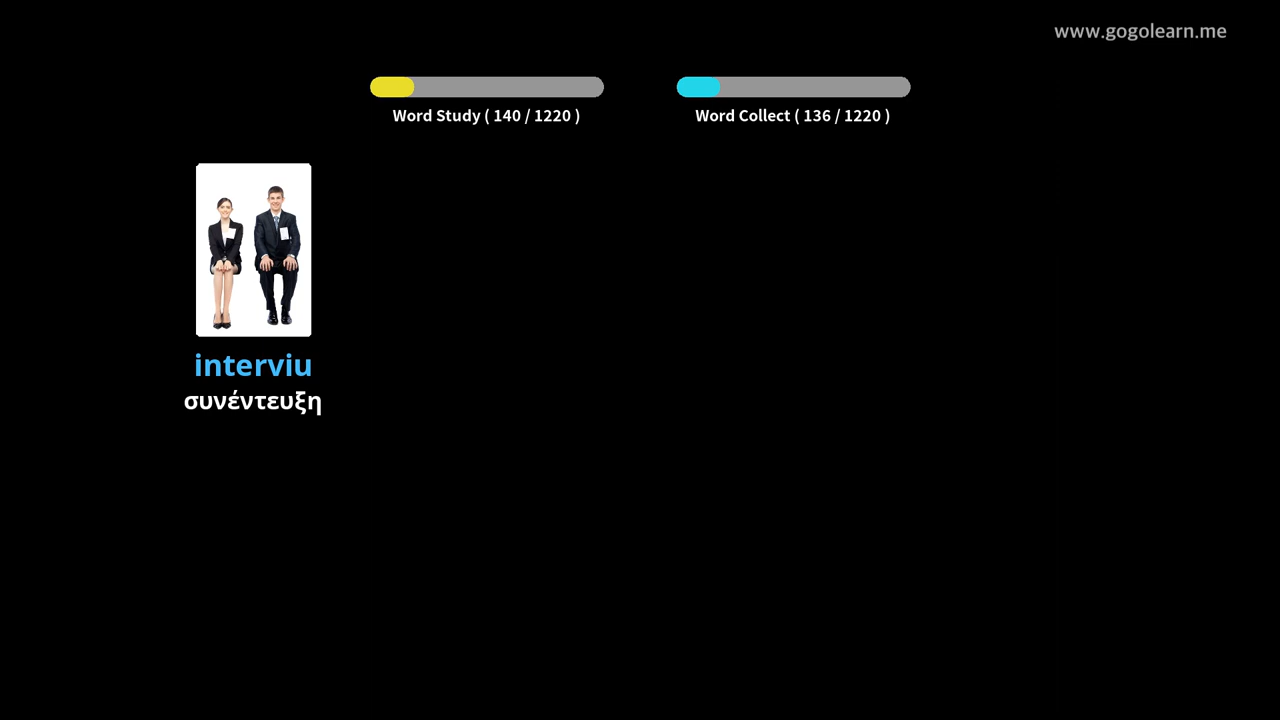 www.gogolearn.me
Word Study ( 140 / 1220 )
Word Collect ( 136 / 1220 )
interviu
συνέντευξη